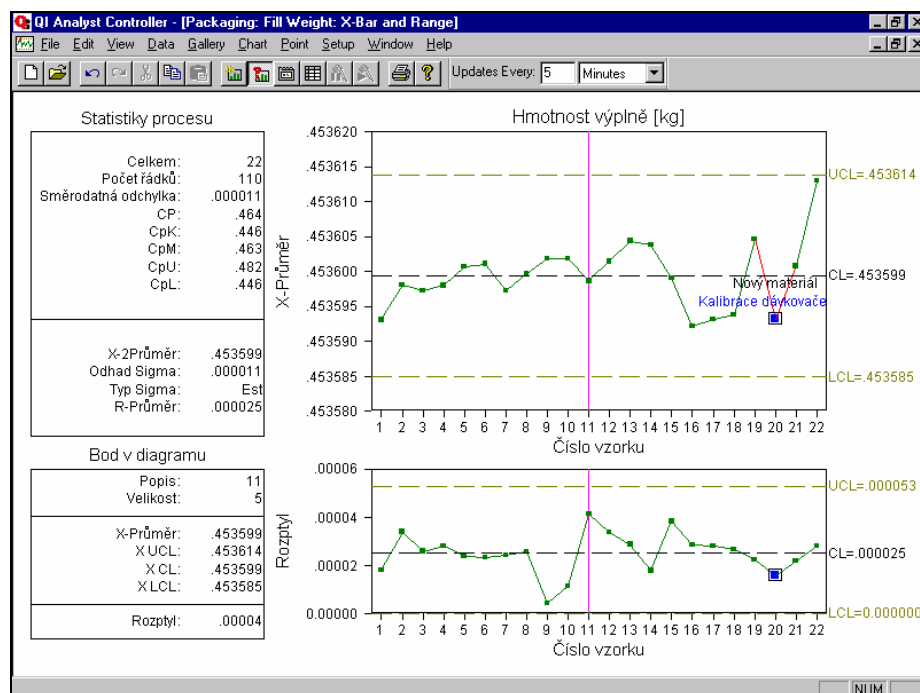 QI Analyst Controller - [Packaging: Fill Weight: X-Bar and Range]
File Edit View Data Gallery Chart Point Setup Window Help
Updates Every: 5 Minutes
Statistiky procesu
Celkem: 22
Počet řádků: 110
Směrodatná odchylka: .000011
CP: .464
CpK: .446
CpM: .463
CpU: .482
CpL: .446
X-2Průměr: .453599
Odhad Sigma: .000011
Typ Sigma: Est
R-Průměr: .000025
Bod v diagramu
Popis: 11
Velikost: 5
X-Průměr: .453599
X UCL: .453614
X CL: .453599
X LCL: .453585
Rozptyl: .00004
Hmotnost výplně [kg]
X-Průměr
.453620
.453615
.453610
.453605
.453600
.453595
.453590
.453585
.453580
UCL=.453614
CL=.453599
Nový materiál
Kalibrace dávkovače
LCL=.453585
1 2 3 4 5 6 7 8 9 10 11 12 13 14 15 16 17 18 19 20 21 22
Číslo vzorku
Rozptyl
.00006
.00004
.00002
0.00000
UCL=.000053
CL=.000025
LCL=0.000000
1 2 3 4 5 6 7 8 9 10 11 12 13 14 15 16 17 18 19 20 21 22
Číslo vzorku
NUM